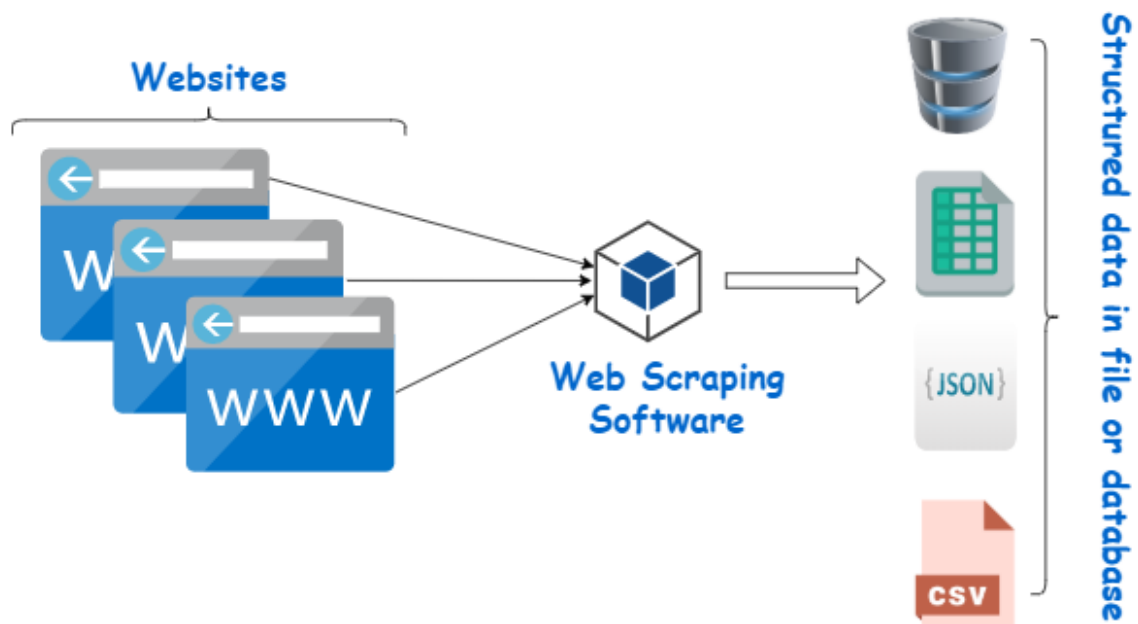 Websites
W
W
WWW
Web Scraping
Software
{JSON}
CSV
Structured data in file or database